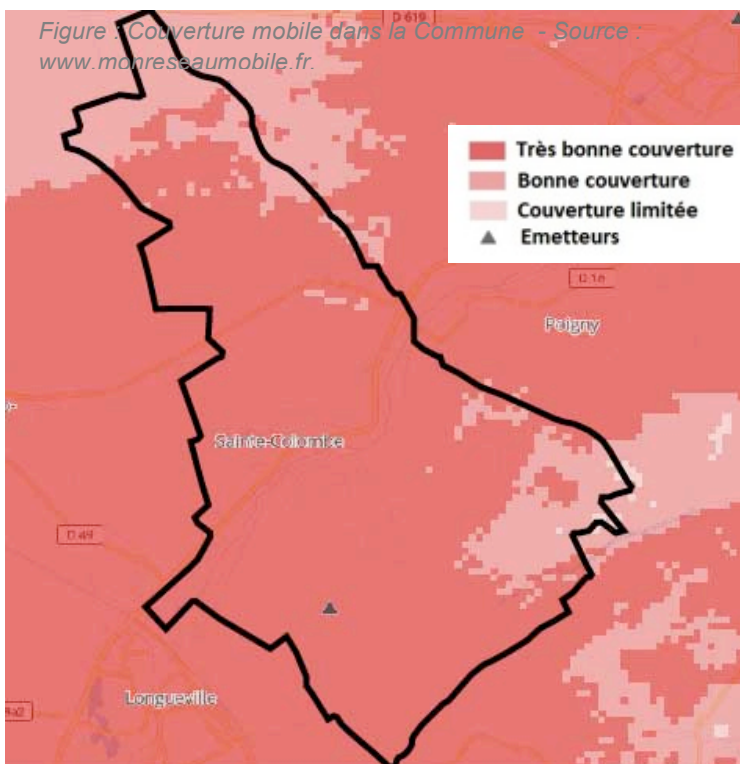 Figure : Couverture mobile dans la Commune - Source :
www.monreseaumobile.fr.
D 619
Très bonne couverture
Bonne couverture
Couverture limitée
Emetteurs
Poigny
Sainte-Colombe
D 49
Longueville